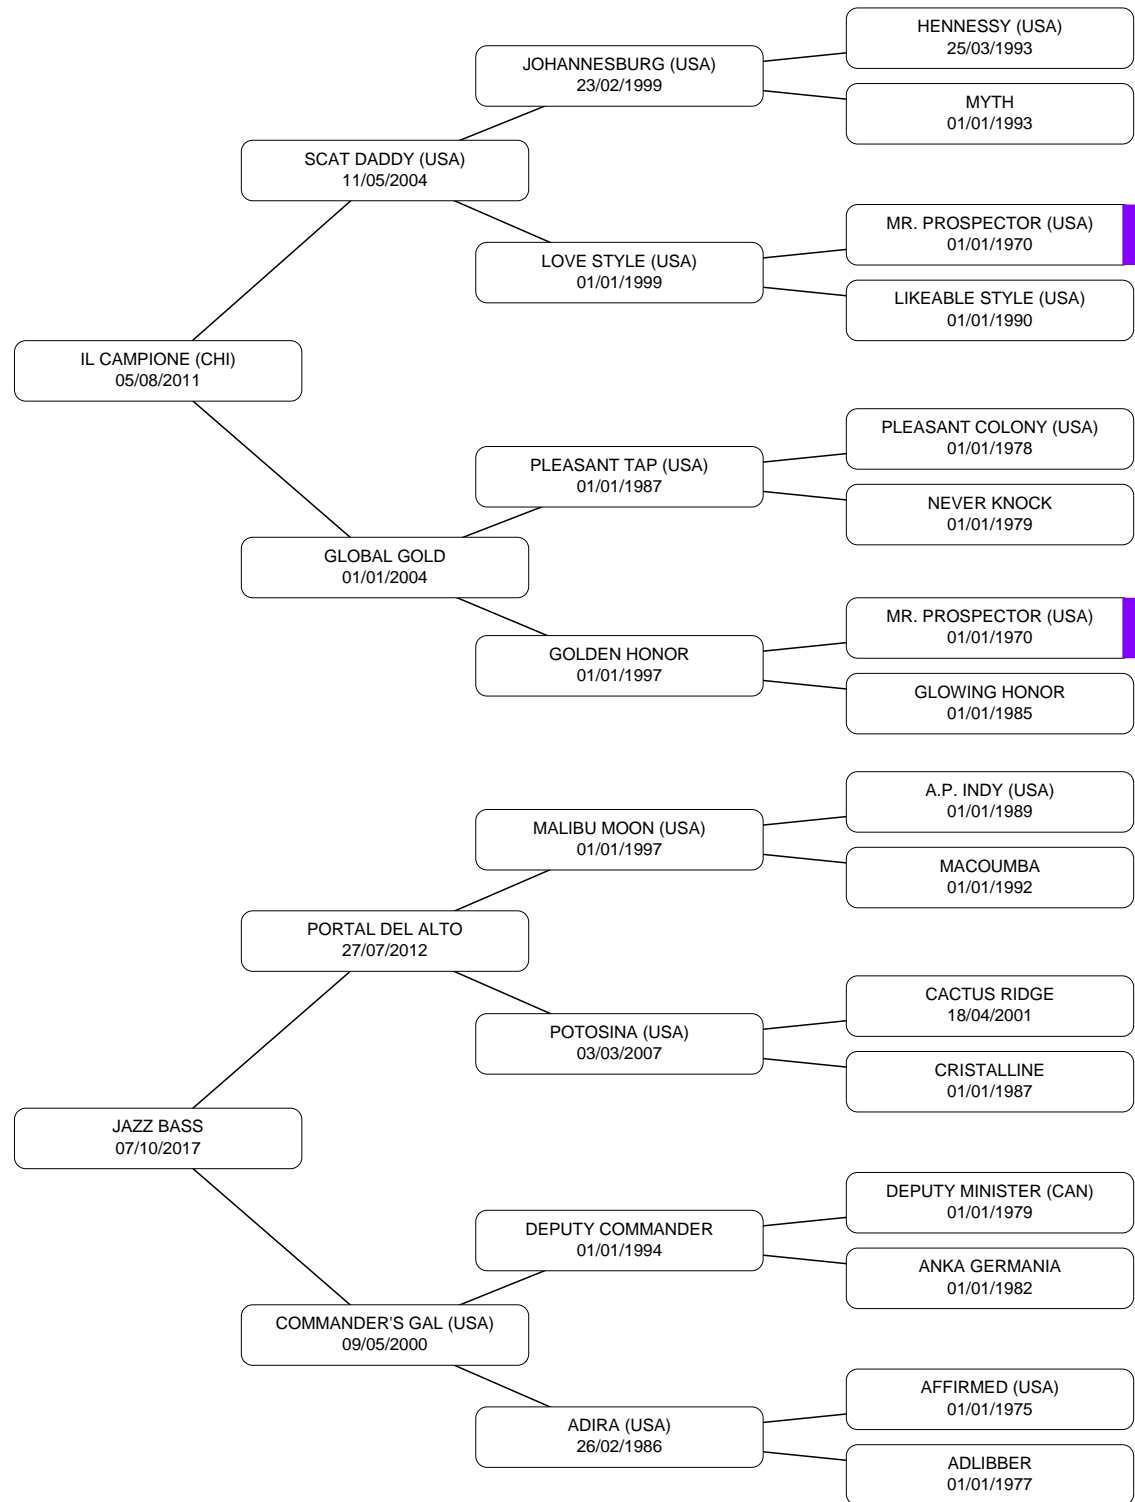 HENNESSY (USA)
25/03/1993
JOHANNESBURG (USA)
23/02/1999
MYTH
01/01/1993
SCAT DADDY (USA)
11/05/2004
MR. PROSPECTOR (USA)
01/01/1970
LOVE STYLE (USA)
01/01/1999
LIKEABLE STYLE (USA)
01/01/1990
IL CAMPIONE (CHI)
05/08/2011
PLEASANT COLONY (USA)
01/01/1978
PLEASANT TAP (USA)
01/01/1987
NEVER KNOCK
01/01/1979
GLOBAL GOLD
01/01/2004
MR. PROSPECTOR (USA)
01/01/1970
GOLDEN HONOR
01/01/1997
GLOWING HONOR
01/01/1985
A.P. INDY (USA)
01/01/1989
MALIBU MOON (USA)
01/01/1997
MACOUMBA
01/01/1992
PORTAL DEL ALTO
27/07/2012
CACTUS RIDGE
18/04/2001
POTOSINA (USA)
03/03/2007
CRISTALLINE
01/01/1987
JAZZ BASS
07/10/2017
DEPUTY MINISTER (CAN)
01/01/1979
DEPUTY COMMANDER
01/01/1994
ANKA GERMANIA
01/01/1982
COMMANDER'S GAL (USA)
09/05/2000
AFFIRMED (USA)
01/01/1975
ADIRA (USA)
26/02/1986
ADLIBBER
01/01/1977